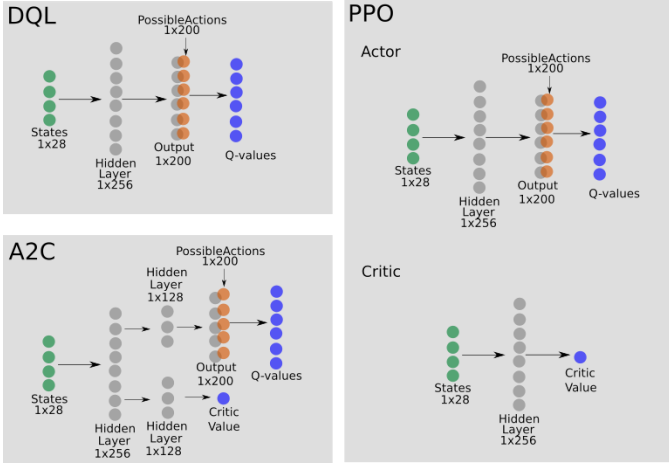 DQL
PossibleActions
1x200
States
1x28
Hidden
Layer
1x256
Output
1x200
Q-values
A2C
PossibleActions
1x200
Hidden
Layer
1x128
Output
1x200
Q-values
States
1x28
Hidden
Layer
1x256
Hidden
Layer
1x128
Critic
Value
PPO
Actor
PossibleActions
1x200
States
1x28
Hidden
Layer
1x256
Output
1x200
Q-values
Critic
States
1x28
Hidden
Layer
1x256
Critic
Value